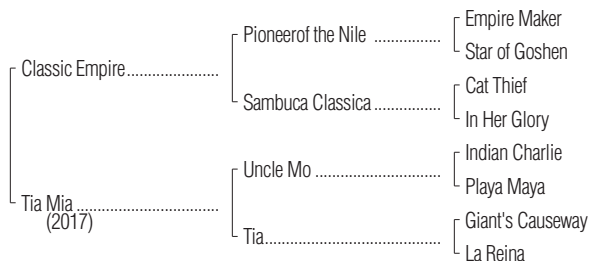 Empire Maker
Pioneerof the Nile ................
Star of Goshen
Classic Empire ......................
Cat Thief
Sambuca Classica ................
In Her Glory
Indian Charlie
Uncle Mo ..............................
Playa Maya
Tia Mia ..................................
(2017)
Giant's Causeway
Tia..........................................
La Reina